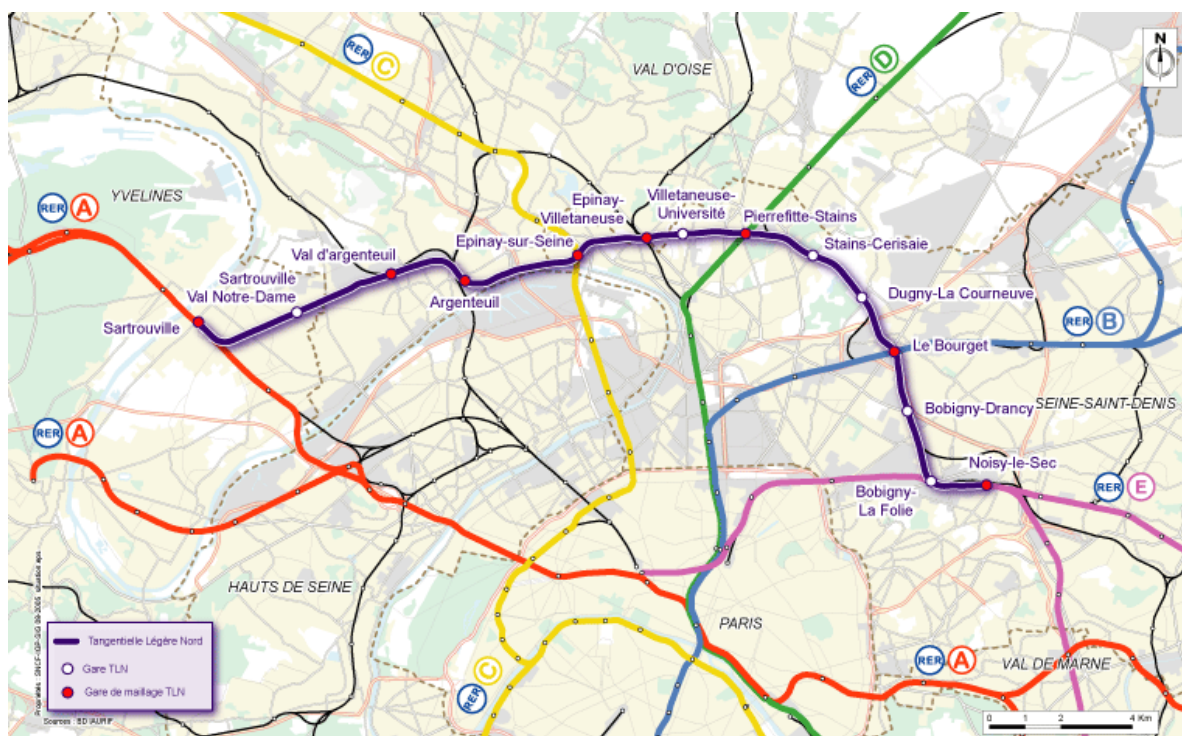 N
VAL D'OISE
RER C
RER D
YVELINES
RER A
Epinay-
Villetaneuse
Villetaneuse-
Université
Pierrefitte-Stains
Epinay-sur-Seine
Stains-Cerisaie
Val d'argenteuil
Sartrouville
Val Notre-Dame
Argenteuil
Dugny-La Courneuve
Sartrouville
RER B
Le Bourget
Bobigny-Drancy
SEINE-SAINT-DENIS
RER A
Noisy-le-Sec
Bobigny-
La Folie
RER E
HAUTS DE SEINE
PARIS
RER C
RER A
VAL DE MARNE
Tangentielle Légère Nord
Gare TLN
Gare de maillage TLN
Sources : BD IAURIF
0 1 2 4 Km